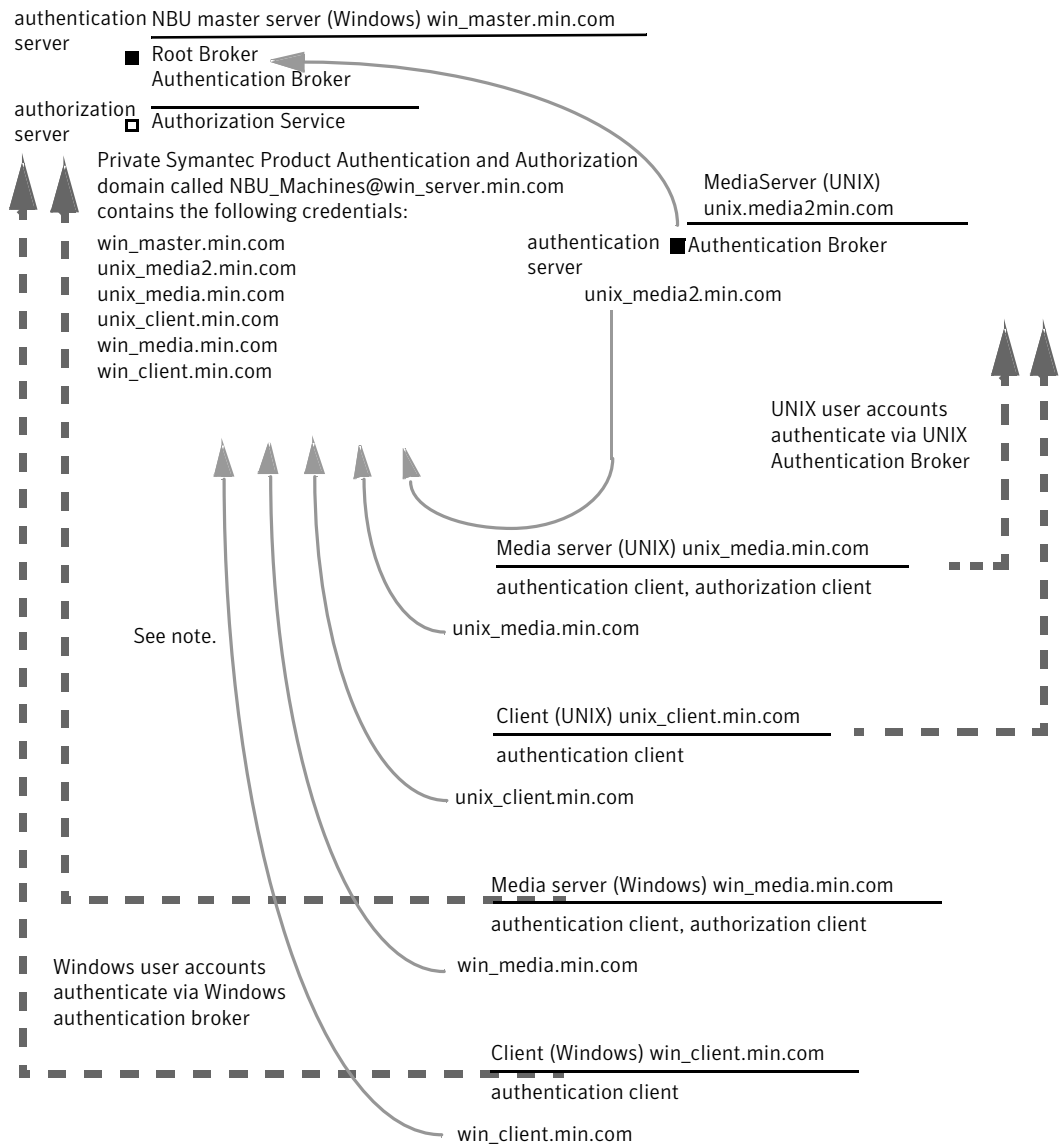 authentication
server
NBU master server (Windows) win_master.min.com
Root Broker
Authentication Broker
authorization
server
Authorization Service
Private Symantec Product Authentication and Authorization
domain called NBU_Machines@win_server.min.com
contains the following credentials:
win_master.min.com
unix_media2.min.com
unix_media.min.com
unix_client.min.com
win_media.min.com
win_client.min.com
MediaServer (UNIX)
unix.media2min.com
authentication
server
Authentication Broker
unix_media2.min.com
UNIX user accounts
authenticate via UNIX
Authentication Broker
Media server (UNIX) unix_media.min.com
authentication client, authorization client
unix_media.min.com
See note.
Client (UNIX) unix_client.min.com
authentication client
unix_client.min.com
Media server (Windows) win_media.min.com
authentication client, authorization client
win_media.min.com
Windows user accounts
authenticate via Windows
authentication broker
Client (Windows) win_client.min.com
authentication client
win_client.min.com